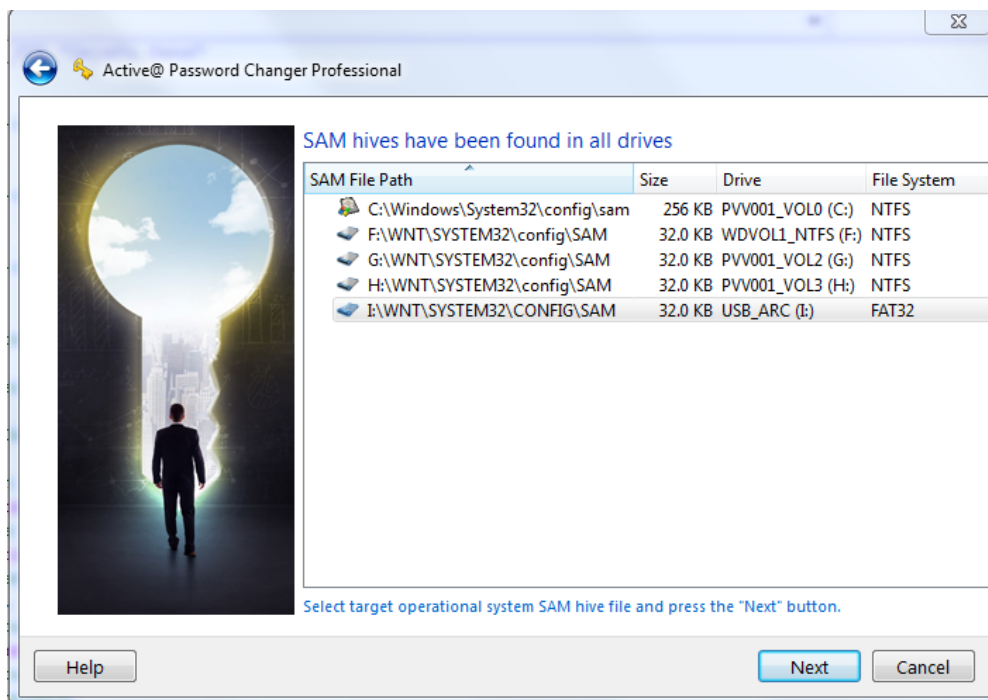 Active@ Password Changer Professional
SAM hives have been found in all drives
SAM File Path Size Drive File System
C:\Windows\System32\config\sam 256 KB PVV001_VOL0 (C:) NTFS
F:\WNT\SYSTEM32\config\SAM 32.0 KB WDVOL1_NTFS (F:) NTFS
G:\WNT\SYSTEM32\config\SAM 32.0 KB PVV001_VOL2 (G:) NTFS
H:\WNT\SYSTEM32\config\SAM 32.0 KB PVV001_VOL3 (H:) NTFS
I:\WNT\SYSTEM32\CONFIG\SAM 32.0 KB USB_ARC (I:) FAT32
Select target operational system SAM hive file and press the "Next" button.
Help Next Cancel